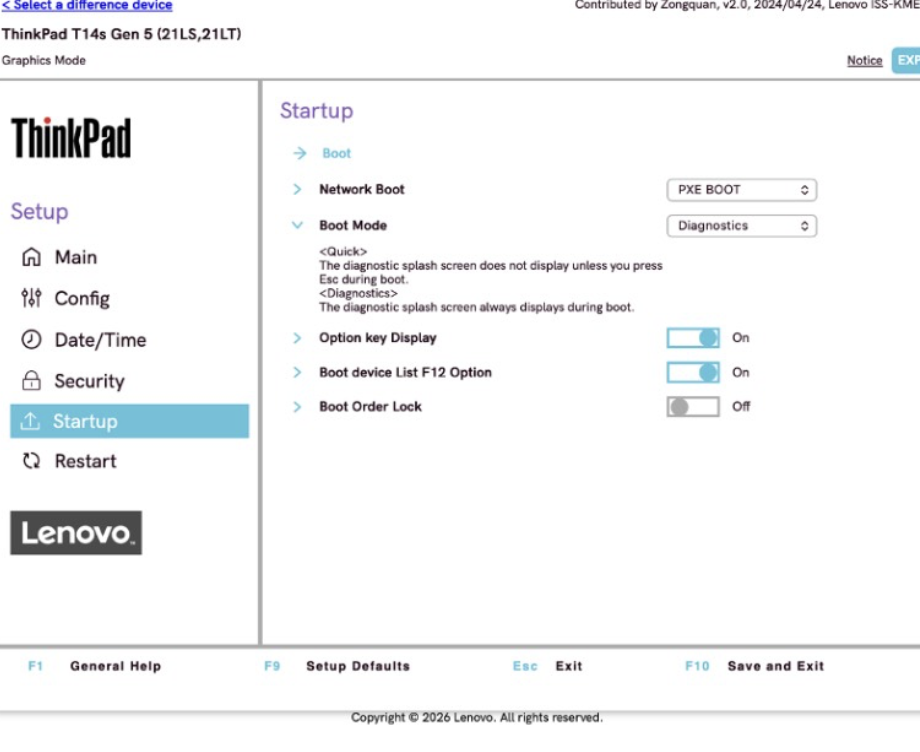 < Select a difference device
Contributed by Zongquan, v2.0, 2024/04/24, Lenovo ISS-KME
ThinkPad T14s Gen 5 (21LS,21LT)
Graphics Mode
Notice
EXP
ThinkPad
Setup
Main
Config
Date/Time
Security
Startup
Restart
Lenovo
Startup
Boot
Network Boot
PXE BOOT
Boot Mode
Diagnostics
<Quick>
The diagnostic splash screen does not display unless you press
Esc during boot.
<Diagnostics>
The diagnostic splash screen always displays during boot.
Option key Display
On
Boot device List F12 Option
On
Boot Order Lock
Off
F1 General Help
F9 Setup Defaults
Esc Exit
F10 Save and Exit
Copyright © 2026 Lenovo. All rights reserved.